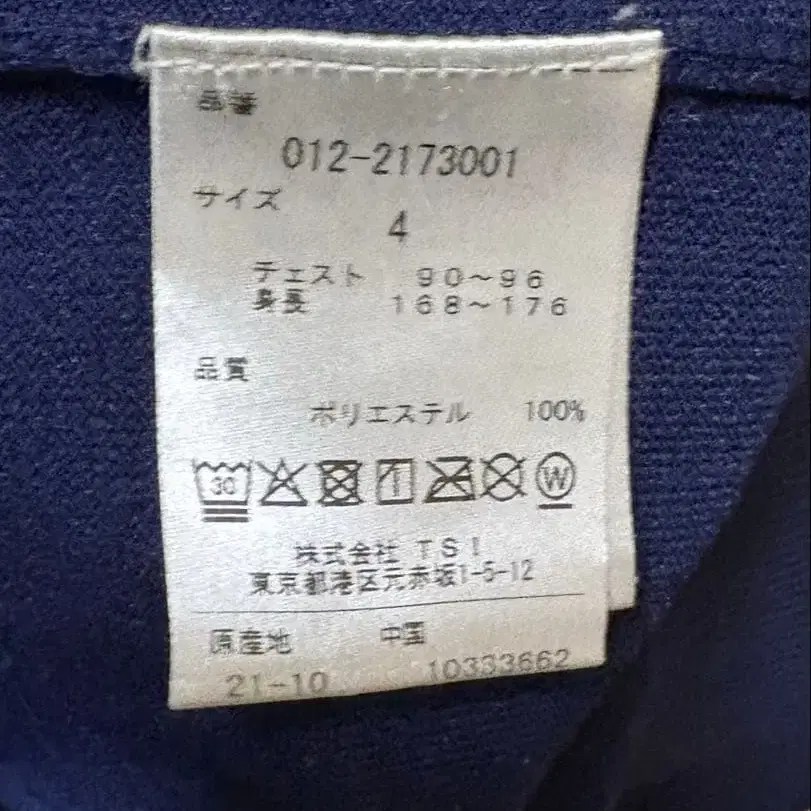 品番
012-2173001
サイズ
4
チェスト 90～96
身長 168～176
品質
ポリエステル 100%
30 W
株式会社 TSI
東京都港区元赤坂1-5-12
原産地 中国
21-10 10333662